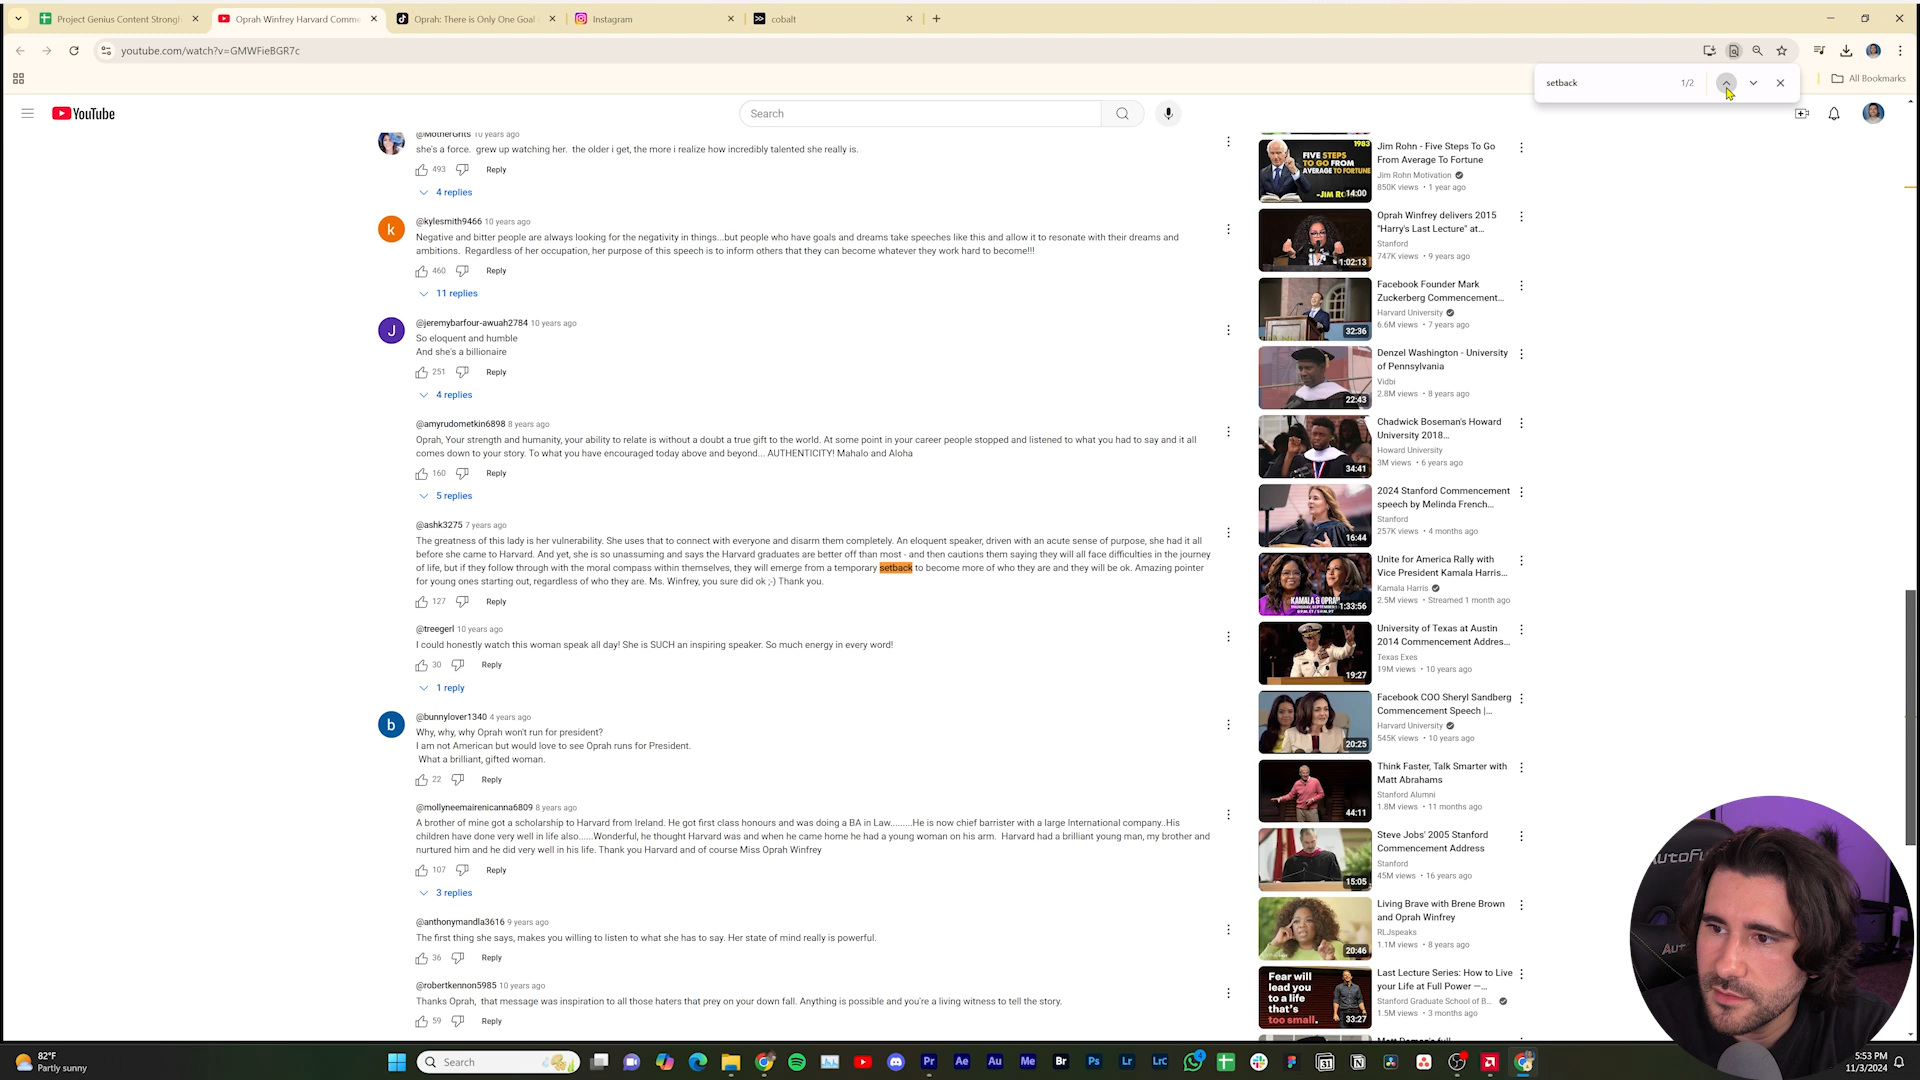 Project Genius Content Strongh
Oprah Winfrey Harvard Comme
Oprah: There is Only One Goal
Instagram
cobalt
youtube.com/watch?v=GMWFieBGR7c
All Bookmarks
setback
1/2
YouTube
Search
@MotherGrits 10 years ago
she's a force. grew up watching her. the older i get, the more i realize how incredibly talented she really is.
493 Reply
4 replies
@kylesmith9466 10 years ago
Negative and bitter people are always looking for the negativity in things...but people who have goals and dreams take speeches like this and allow it to resonate with their dreams and
ambitions. Regardless of her occupation, her purpose of this speech is to inform others that they can become whatever they work hard to become!!!
460 Reply
11 replies
J
@jeremybarfour-awuah2784 10 years ago
So eloquent and humble
And she's a billionaire
251 Reply
4 replies
@amyrudometkin6898 8 years ago
Oprah, Your strength and humanity, your ability to relate is without a doubt a true gift to the world. At some point in your career people stopped and listened to what you had to say and it all
comes down to your story. To what you have encouraged today above and beyond... AUTHENTICITY! Mahalo and Aloha
160 Reply
5 replies
@ashk3275 7 years ago
The greatness of this lady is her vulnerability. She uses that to connect with everyone and disarm them completely. An eloquent speaker, driven with an acute sense of purpose, she had it all
before she came to Harvard. And yet, she is so unassuming and says the Harvard graduates are better off than most - and then cautions them saying they will all face difficulties in the journey
of life, but if they follow through with the moral compass within themselves, they will emerge from a temporary setback to become more of who they are and they will be ok. Amazing pointer
for young ones starting out, regardless of who they are. Ms. Winfrey, you sure did ok ;-) Thank you.
127 Reply
@treegerl 10 years ago
I could honestly watch this woman speak all day! She is SUCH an inspiring speaker. So much energy in every word!
30 Reply
1 reply
b
@bunnylover1340 4 years ago
Why, why, why Oprah won't run for president?
I am not American but would love to see Oprah runs for President.
What a brilliant, gifted woman.
22 Reply
@mollyneemairenicanna6809 8 years ago
A brother of mine got a scholarship to Harvard from Ireland. He got first class honours and was doing a BA in Law.........He is now chief barrister with a large International company..His
children have done very well in life also......Wonderful, he thought Harvard was and when he came home he had a young woman on his arm. Harvard had a brilliant young man, my brother and
nurtured him and he did very well in his life. Thank you Harvard and of course Miss Oprah Winfrey
107 Reply
3 replies
@anthonymandla3616 9 years ago
The first thing she says, makes you willing to listen to what she has to say. Her state of mind really is powerful.
36 Reply
@robertkennon5985 10 years ago
Thanks Oprah, that message was inspiration to all those haters that prey on your down fall. Anything is possible and you're a living witness to tell the story.
59 Reply
k
1983
FIVE STEPS
TO GO FROM
AVERAGE TO FORTUNE
-JIM RO
14:00
Jim Rohn - Five Steps To Go
From Average To Fortune
Jim Rohn Motivation
850K views • 1 year ago
1:02:13
Oprah Winfrey delivers 2015
"Harry's Last Lecture" at...
Stanford
747K views • 9 years ago
32:36
Facebook Founder Mark
Zuckerberg Commencement...
Harvard University
6.6M views • 7 years ago
22:43
Denzel Washington - University
of Pennsylvania
Vidbi
2.8M views • 8 years ago
34:41
Chadwick Boseman's Howard
University 2018...
Howard University
3M views • 6 years ago
16:44
2024 Stanford Commencement
speech by Melinda French...
Stanford
257K views • 4 months ago
KAMALA & OPRAH
1:33:56
Unite for America Rally with
Vice President Kamala Harris...
Kamala Harris
2.5M views • Streamed 1 month ago
19:27
University of Texas at Austin
2014 Commencement Addres...
Texas Exes
19M views • 10 years ago
20:25
Facebook COO Sheryl Sandberg
Commencement Speech |...
Harvard University
545K views • 10 years ago
44:11
Think Faster, Talk Smarter with
Matt Abrahams
Stanford Alumni
1.8M views • 11 months ago
15:05
Steve Jobs' 2005 Stanford
Commencement Address
Stanford
45M views • 16 years ago
20:46
Living Brave with Brene Brown
and Oprah Winfrey
RLJspeaks
1.1M views • 8 years ago
Fear will
lead you
to a life
that's
too small.
33:27
Last Lecture Series: How to Live
your Life at Full Power —...
Stanford Graduate School of B...
1.5M views • 3 months ago
82°F
Partly sunny
Search
Pr
Ae
Au
Me
Br
Ps
Lr
LrC
5:53 PM
11/3/2024